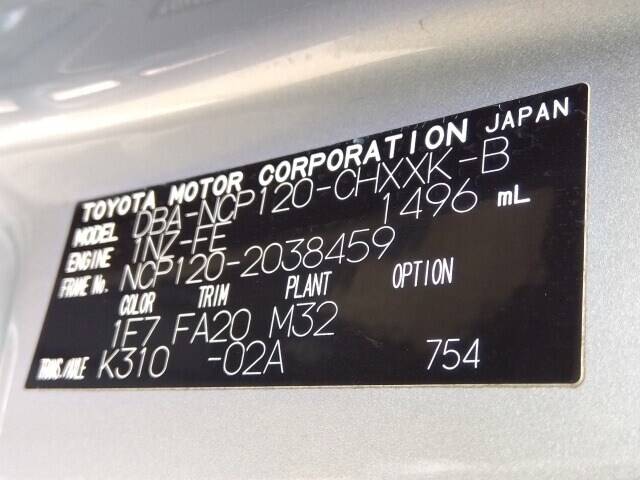 TOYOTA MOTOR CORPORATION JAPAN
MODEL DBA-NCP120-CHXXK-B
ENGINE 1NZ-FE 1496 mL
FRAME No. NCP120-2038459
COLOR TRIM PLANT OPTION
1F7 FA20 M32
TRANS./AXLE K310 -02A 754